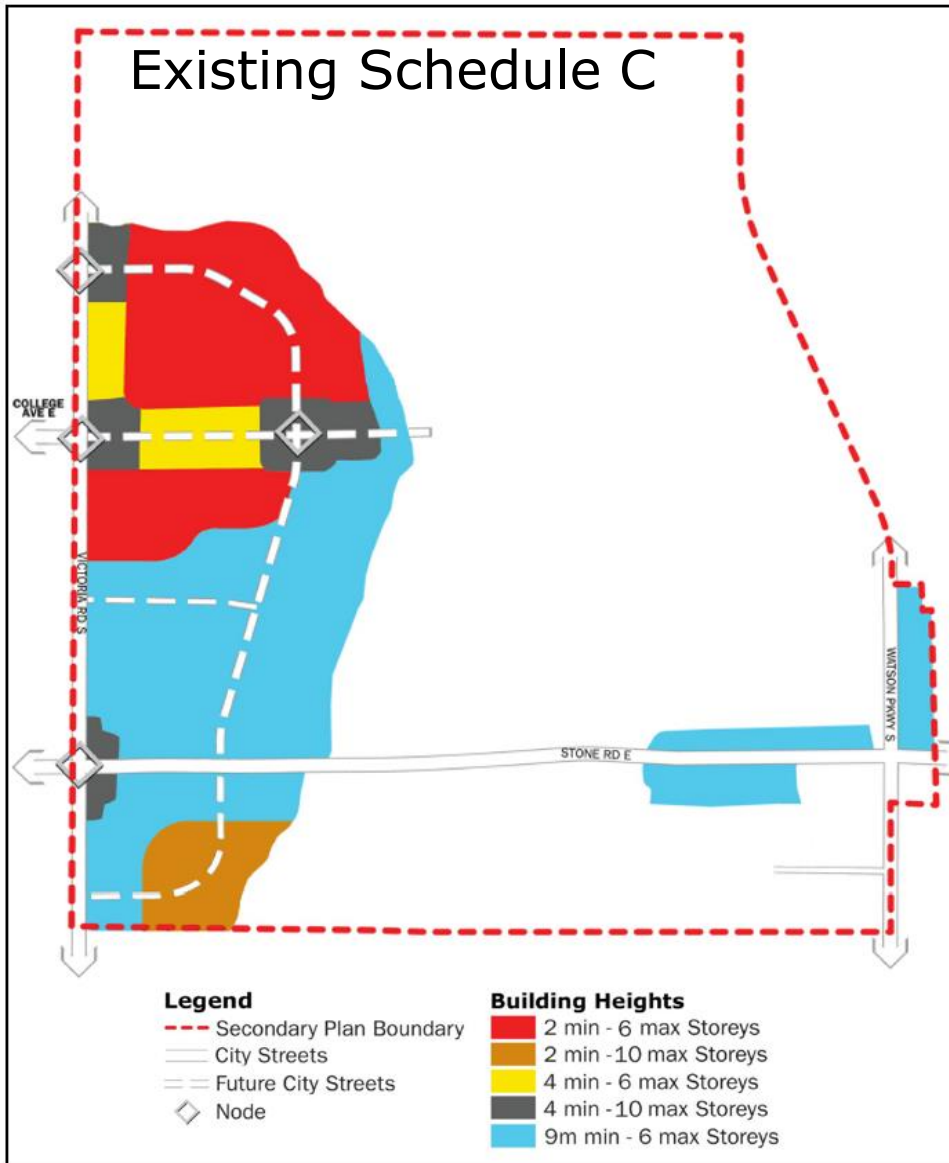 Existing Schedule C
COLLEGE
AVE E
VICTORIA RD S
WATSON PKWY S
STONE RD E
Legend
Secondary Plan Boundary
City Streets
Future City Streets
Node
Building Heights
2 min - 6 max Storeys
2 min -10 max Storeys
4 min - 6 max Storeys
4 min -10 max Storeys
9m min - 6 max Storeys